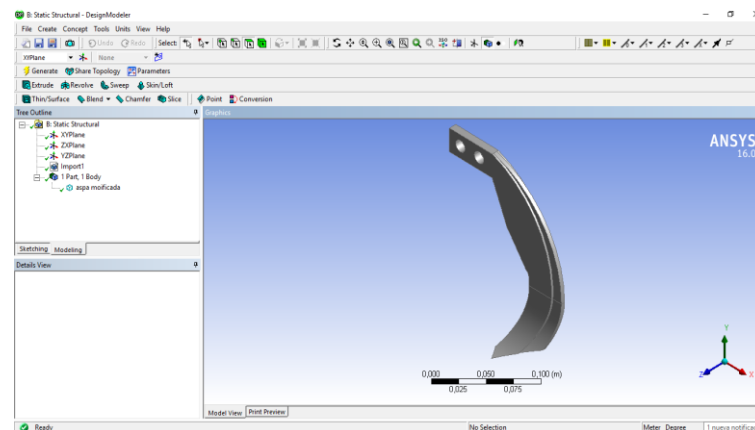 B: Static Structural - DesignModeler
File Create Concept Tools Units View Help
Undo Redo Select:
XYPlane None
Generate Share Topology Parameters
Extrude Revolve Sweep Skin/Loft
Thin/Surface Blend Chamfer Slice Point Conversion
Tree Outline
Graphics
B: Static Structural
XYPlane
ZXPlane
YZPlane
Import1
1 Part, 1 Body
aspa moificada
Sketching Modeling
Details View
ANSYS
16.0
0,000 0,050 0,100 (m)
0,025 0,075
Y
Z X
Model View Print Preview
Ready No Selection Meter Degree 1 nueva notific